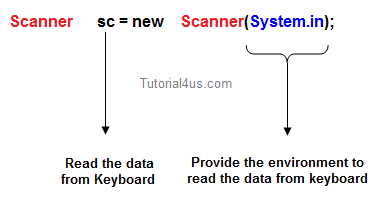 Scanner sc = new Scanner(System.in);
Tutorial4us.com
Read the data
from Keyboard
Provide the environment to
read the data from keyboard